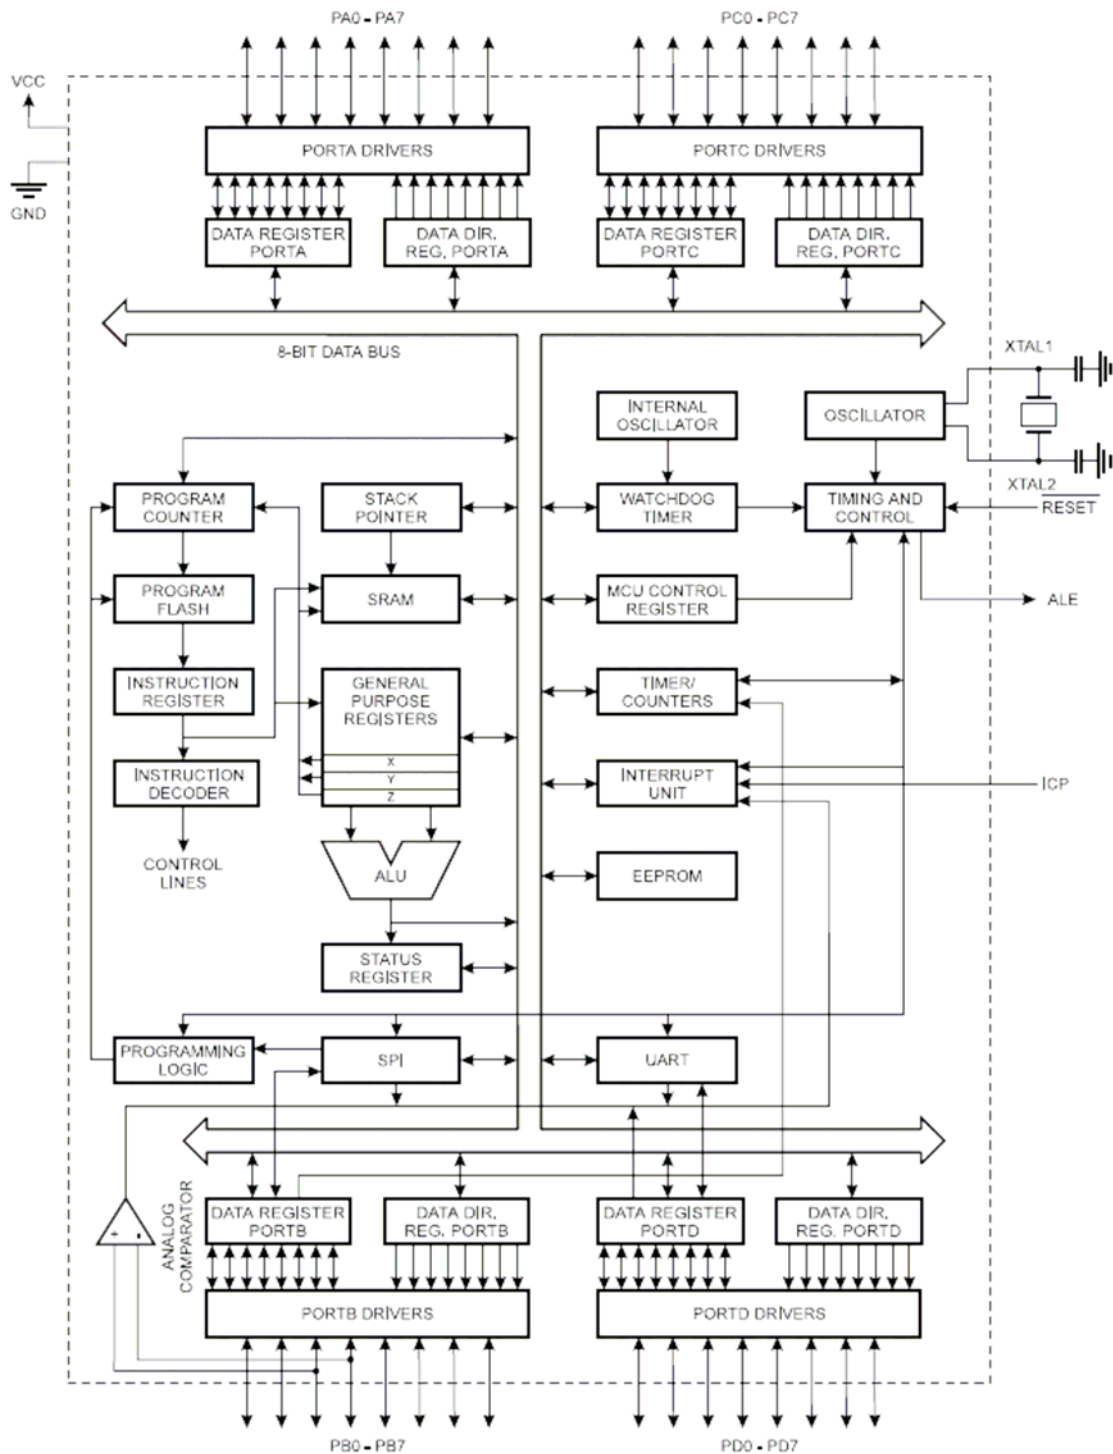 PA0 - PA7
PC0 - PC7
VCC
GND
PORTA DRIVERS
PORTC DRIVERS
DATA REGISTER
PORTA
DATA DIR.
REG. PORTA
DATA REGISTER
PORTC
DATA DIR.
REG. PORTC
8-BIT DATA BUS
XTAL1
INTERNAL
OSCILLATOR
OSCILLATOR
XTAL2
PROGRAM
COUNTER
STACK
POINTER
WATCHDOG
TIMER
TIMING AND
CONTROL
RESET
PROGRAM
FLASH
SRAM
MCU CONTROL
REGISTER
ALE
INSTRUCTION
REGISTER
GENERAL
PURPOSE
REGISTERS
X
Y
Z
TIMER/
COUNTERS
INSTRUCTION
DECODER
INTERRUPT
UNIT
ICP
CONTROL
LINES
ALU
EEPROM
STATUS
REGISTER
PROGRAMMING
LOGIC
SPI
UART
ANALOG
COMPARATOR
+
-
DATA REGISTER
PORTB
DATA DIR.
REG. PORTB
DATA REGISTER
PORTD
DATA DIR.
REG. PORTD
PORTB DRIVERS
PORTD DRIVERS
PB0 - PB7
PD0 - PD7